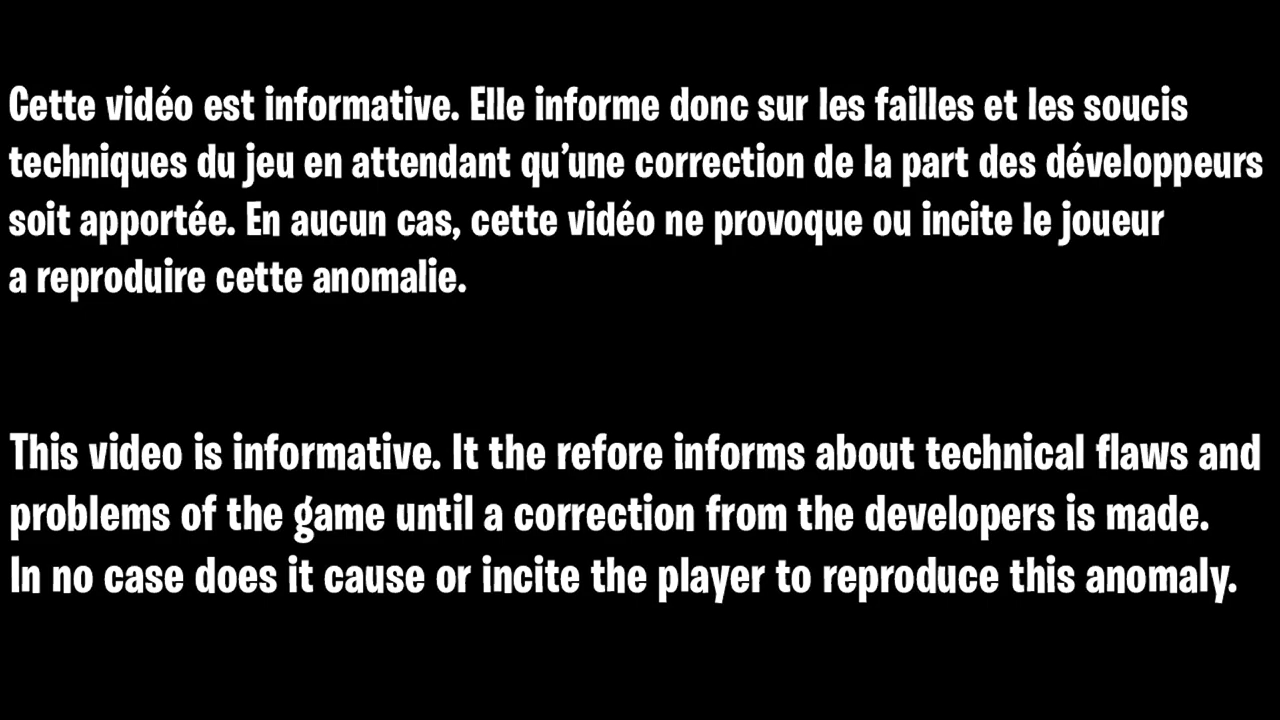 Cette vidéo est informative. Elle informe donc sur les failles et les soucis
techniques du jeu en attendant qu’une correction de la part des développeurs
soit apportée. En aucun cas, cette vidéo ne provoque ou incite le joueur
a reproduire cette anomalie.
This video is informative. It the refore informs about technical flaws and
problems of the game until a correction from the developers is made.
In no case does it cause or incite the player to reproduce this anomaly.